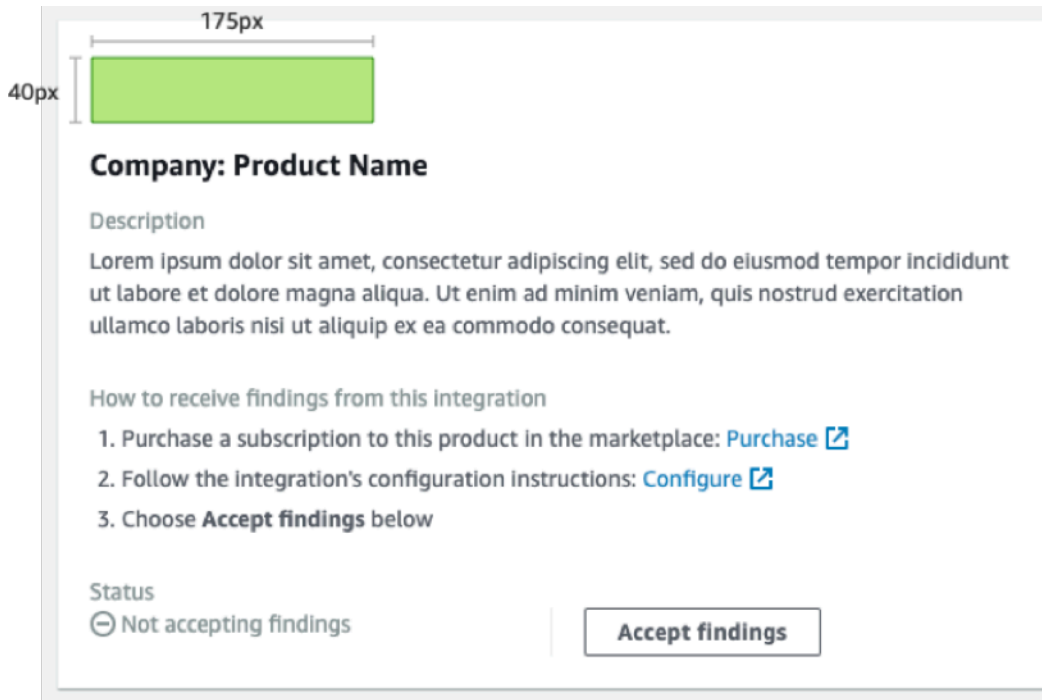 175px
40px
Company: Product Name
Description
Lorem ipsum dolor sit amet, consectetur adipiscing elit, sed do eiusmod tempor incididunt
ut labore et dolore magna aliqua. Ut enim ad minim veniam, quis nostrud exercitation
ullamco laboris nisi ut aliquip ex ea commodo consequat.
How to receive findings from this integration
1. Purchase a subscription to this product in the marketplace: Purchase
2. Follow the integration's configuration instructions: Configure
3. Choose Accept findings below
Status
Not accepting findings
Accept findings